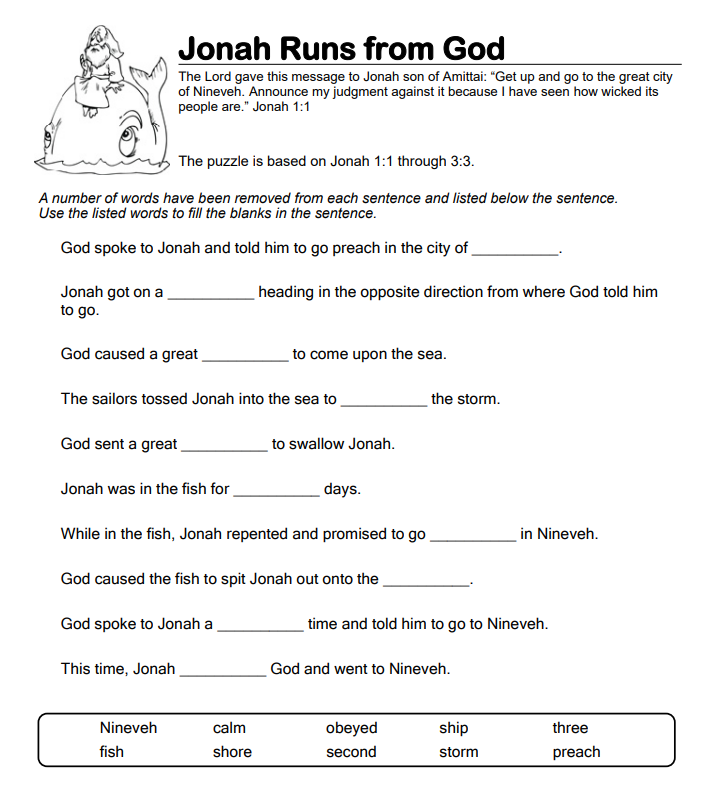 Jonah Runs from God
The Lord gave this message to Jonah son of Amittai: “Get up and go to the great city
of Nineveh. Announce my judgment against it because I have seen how wicked its
people are.” Jonah 1:1
The puzzle is based on Jonah 1:1 through 3:3.
A number of words have been removed from each sentence and listed below the sentence.
Use the listed words to fill the blanks in the sentence.
God spoke to Jonah and told him to go preach in the city of __________.
Jonah got on a __________ heading in the opposite direction from where God told him
to go.
God caused a great __________ to come upon the sea.
The sailors tossed Jonah into the sea to __________ the storm.
God sent a great __________ to swallow Jonah.
Jonah was in the fish for __________ days.
While in the fish, Jonah repented and promised to go __________ in Nineveh.
God caused the fish to spit Jonah out onto the __________.
God spoke to Jonah a __________ time and told him to go to Nineveh.
This time, Jonah __________ God and went to Nineveh.
Nineveh calm obeyed ship three
fish shore second storm preach